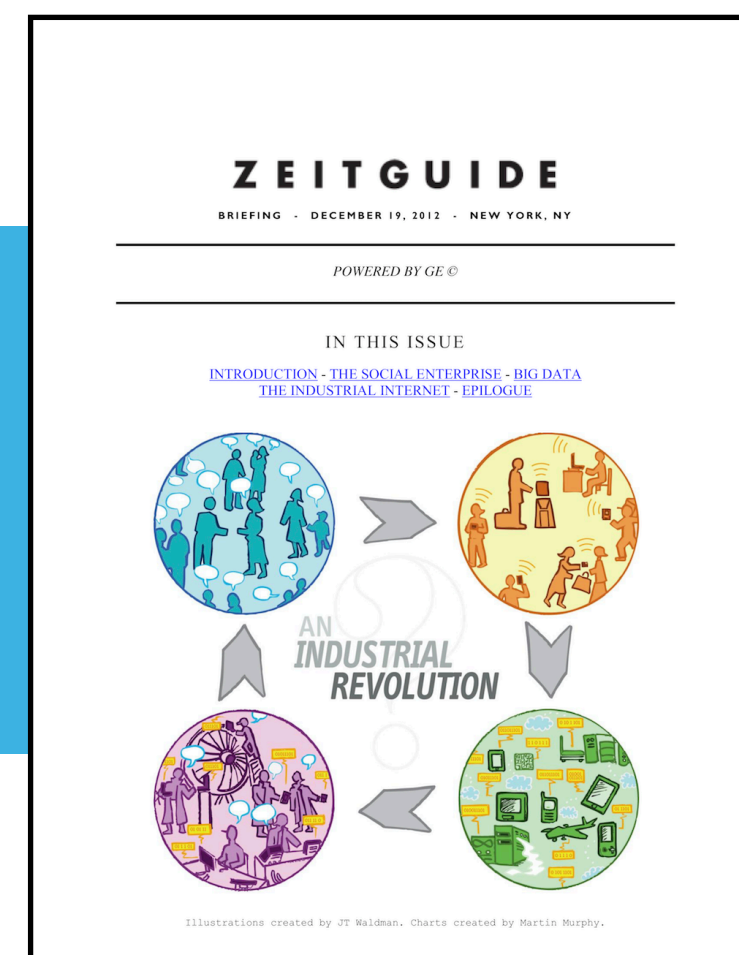 ZEITGUIDE
BRIEFING - DECEMBER 19, 2012 - NEW YORK, NY
POWERED BY GE ©
IN THIS ISSUE
INTRODUCTION - THE SOCIAL ENTERPRISE - BIG DATA
THE INDUSTRIAL INTERNET - EPILOGUE
AN
INDUSTRIAL
REVOLUTION
Illustrations created by JT Waldman. Charts created by Martin Murphy.